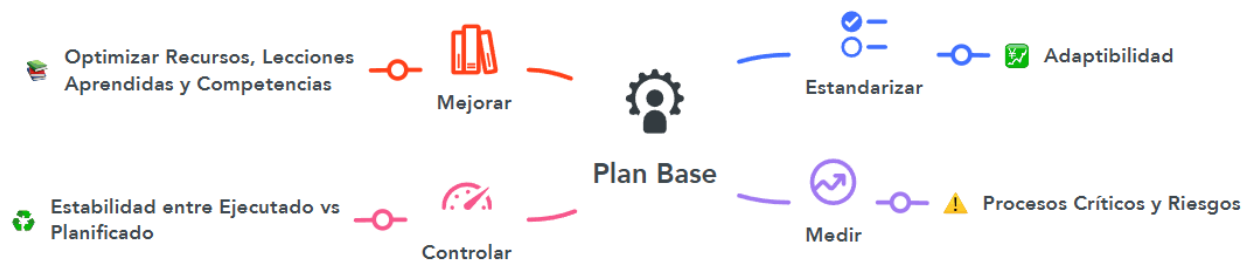 Optimizar Recursos, Lecciones
Aprendidas y Competencias
Mejorar
Estabilidad entre Ejecutado vs
Planificado
Controlar
Plan Base
Estandarizar
Adaptibilidad
Medir
Procesos Críticos y Riesgos